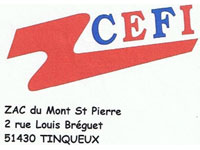 CEFI
ZAC du Mont St Pierre
2 rue Louis Bréguet
51430 TINQUEUX